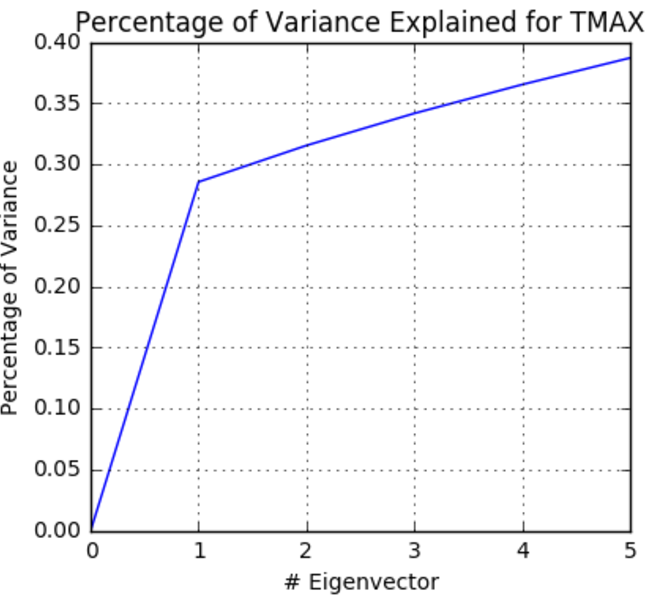 Percentage of Variance Explained for TMAX
0.40
0.35
0.30
0.25
0.20
0.15
0.10
0.05
0.00
Percentage of Variance
0 1 2 3 4 5
# Eigenvector